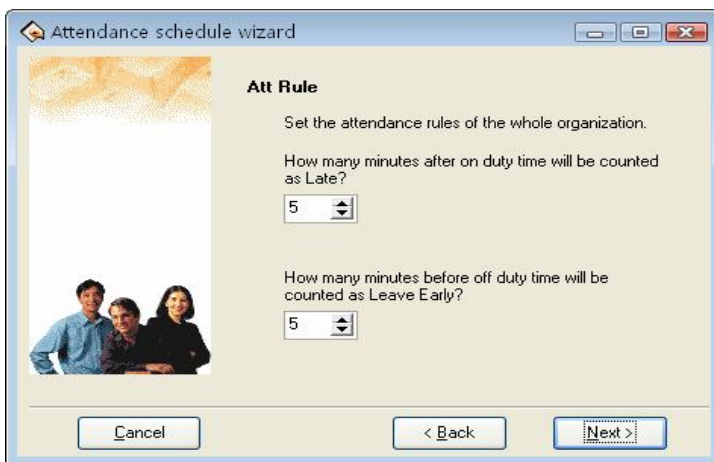 Attendance schedule wizard
Att Rule
Set the attendance rules of the whole organization.
How many minutes after on duty time will be counted
as Late?
5
How many minutes before off duty time will be
counted as Leave Early?
5
Cancel
< Back
Next >